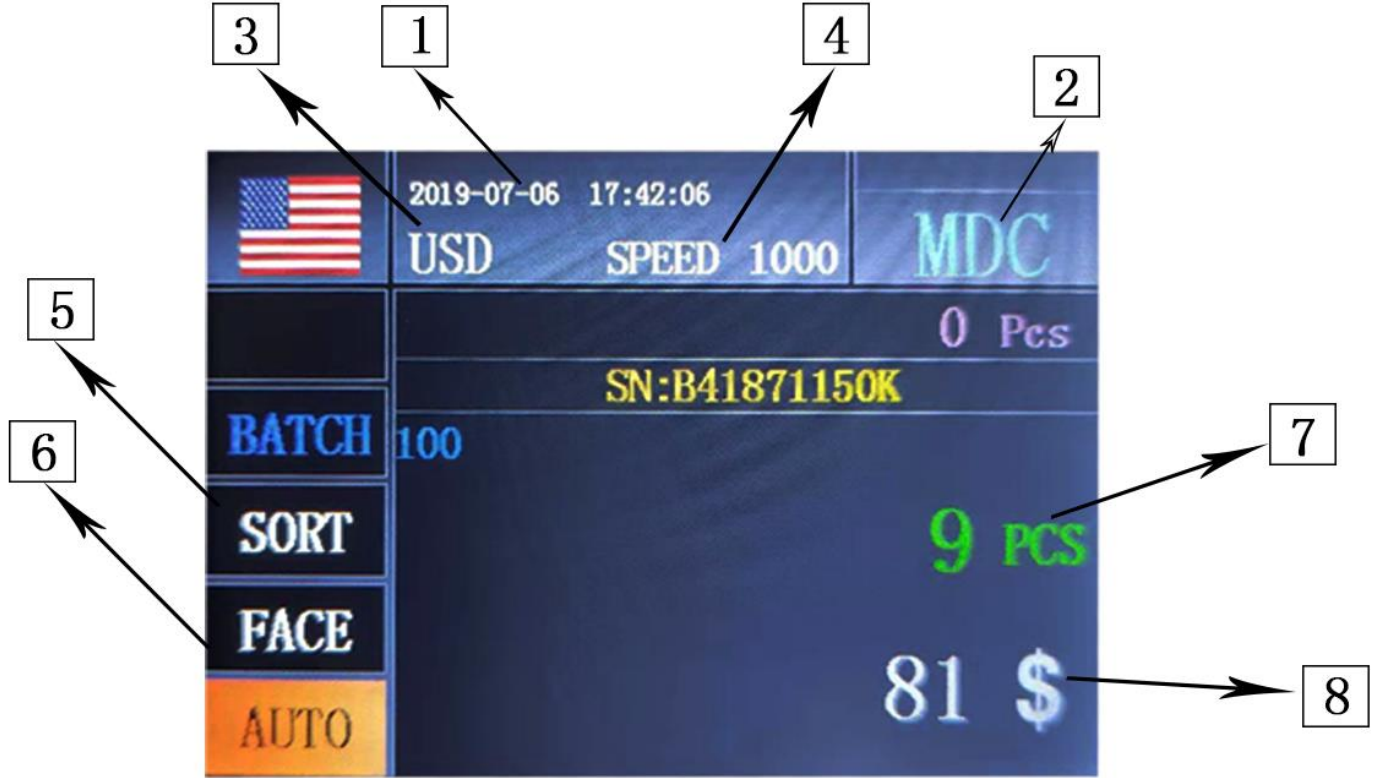 3 1 4
2
2019-07-06 17:42:06
MDC
USD SPEED 1000
5
0 Pcs
SN:B41871150K
BATCH 100
6
7
SORT
9 PCS
FACE
81 $
8
AUTO